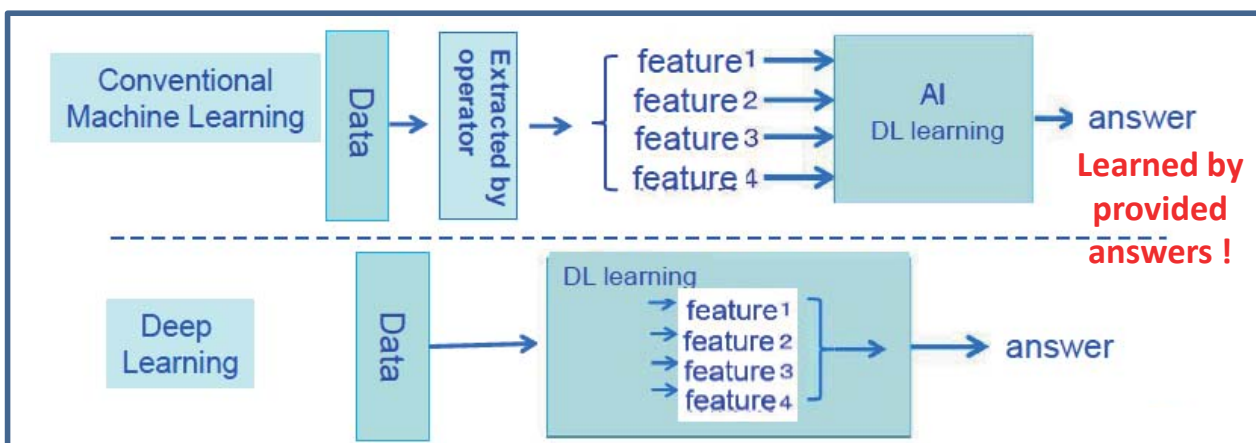 Conventional
Machine Learning
Data
Extracted by
operator
feature1
feature2
feature3
feature4
AI
DL learning
answer
Learned by
provided
answers !
Deep
Learning
Data
DL learning
feature1
feature2
feature3
feature4
answer